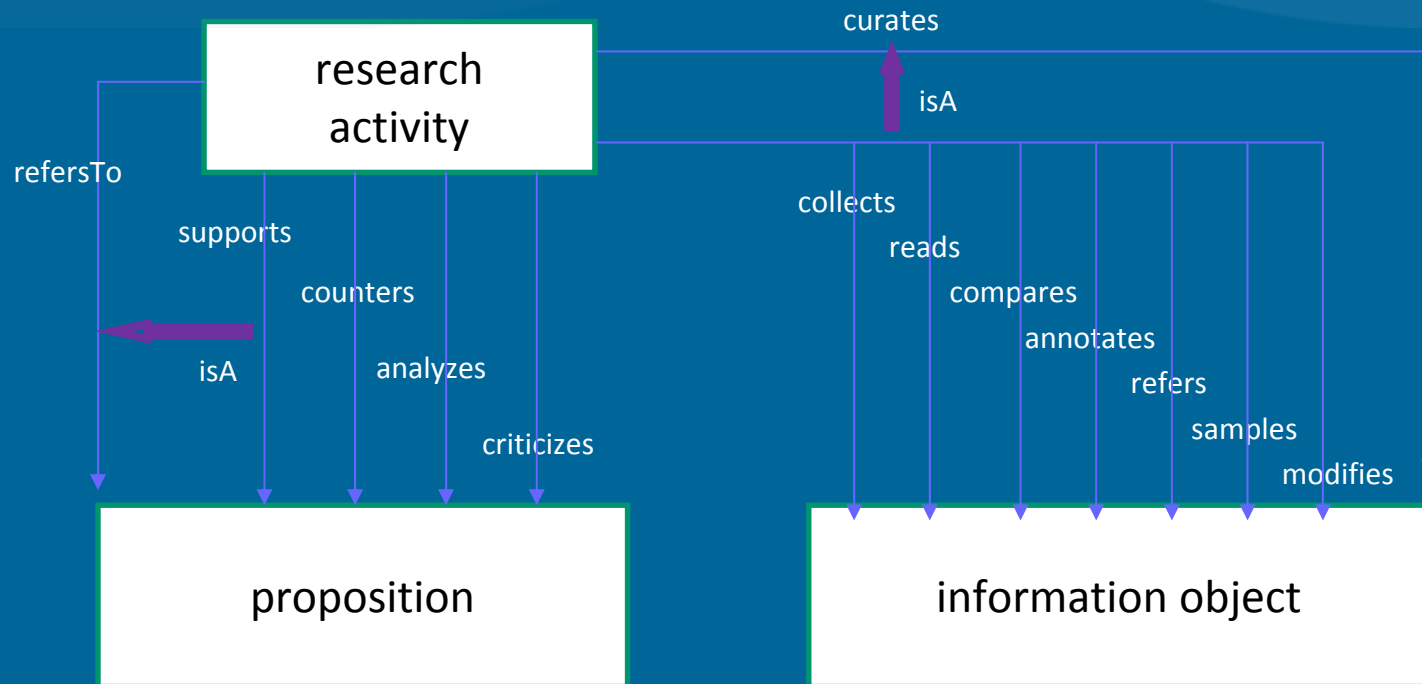 curates
research
activity
isA
refersTo
collects
supports
reads
counters
compares
annotates
isA
analyzes
refers
samples
criticizes
modifies
proposition
information object